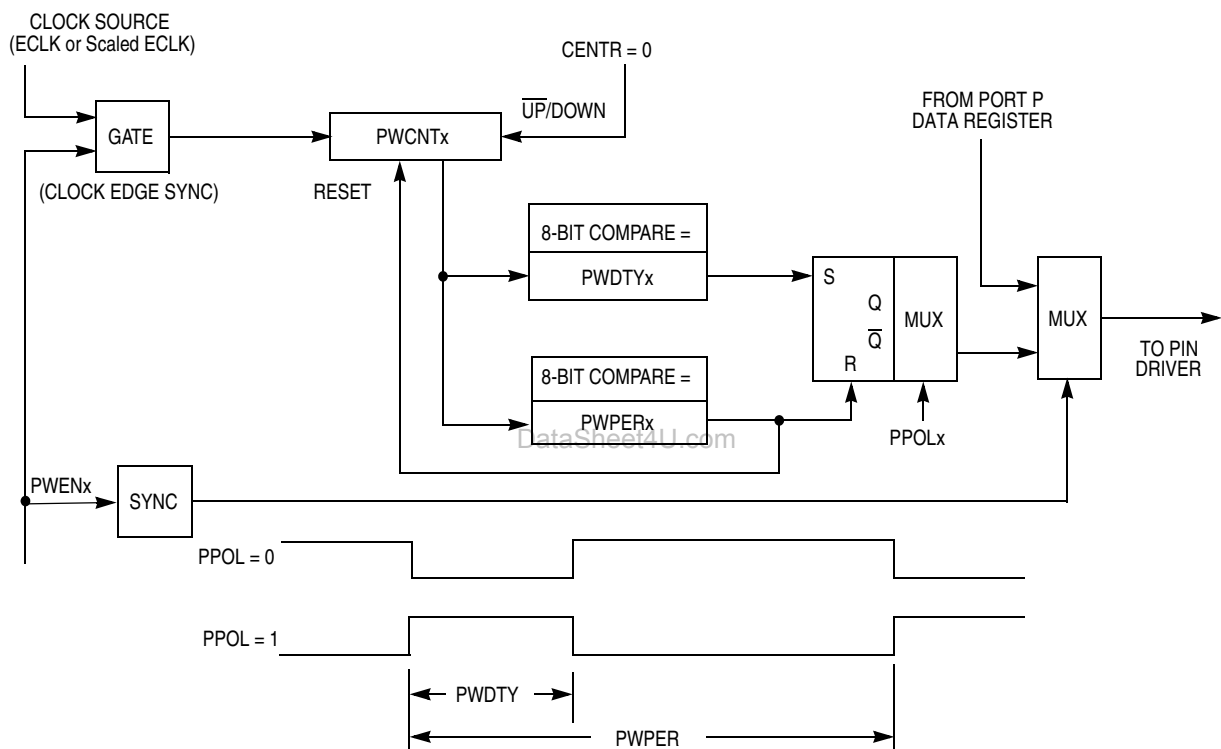 CLOCK SOURCE
(ECLK or Scaled ECLK)
CENTR = 0
UP/DOWN
FROM PORT P
DATA REGISTER
GATE
PWCNTx
(CLOCK EDGE SYNC)
RESET
8-BIT COMPARE =
PWDTYx
S
Q
Q
R
MUX
MUX
TO PIN
DRIVER
8-BIT COMPARE =
PWPERx
PPOLx
DataSheet4U.com
PWENx
SYNC
PPOL = 0
PPOL = 1
PWDTY
PWPER